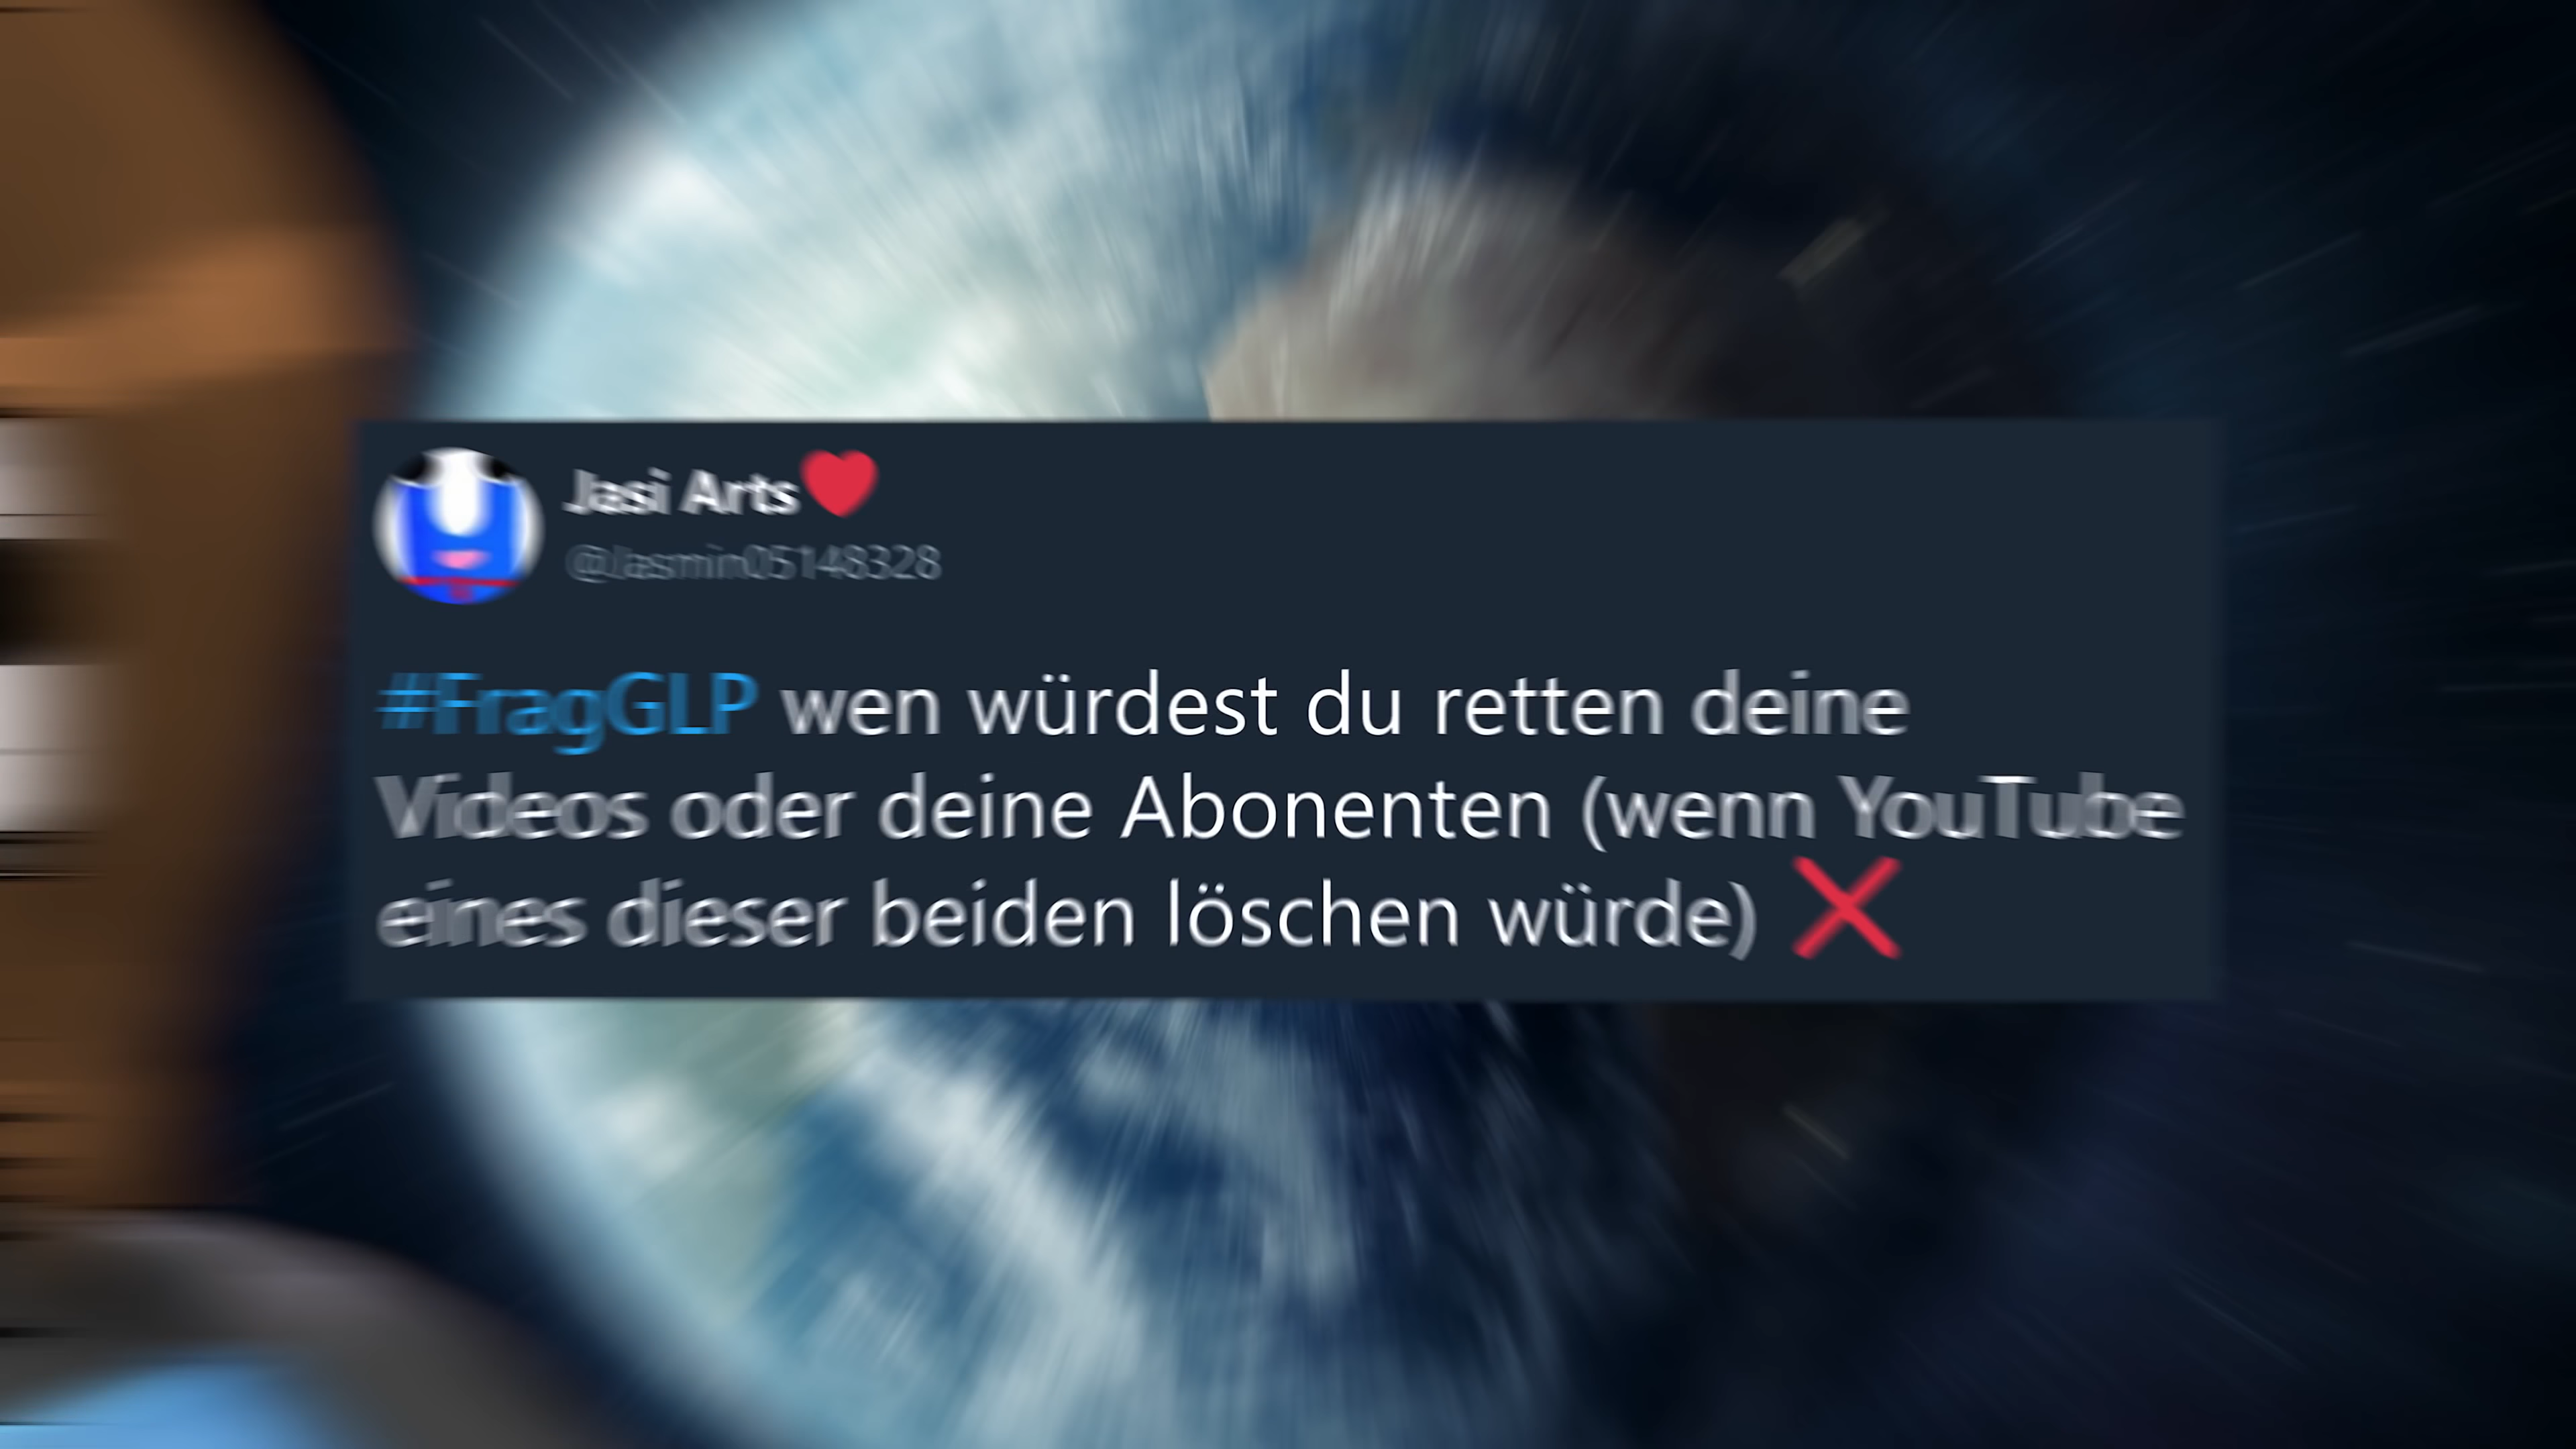 Jasi Arts❤
@Jasmin05148328
#FragGLP wen würdest du retten deine
Videos oder deine Abonenten (wenn YouTube
eines dieser beiden löschen würde) ❌